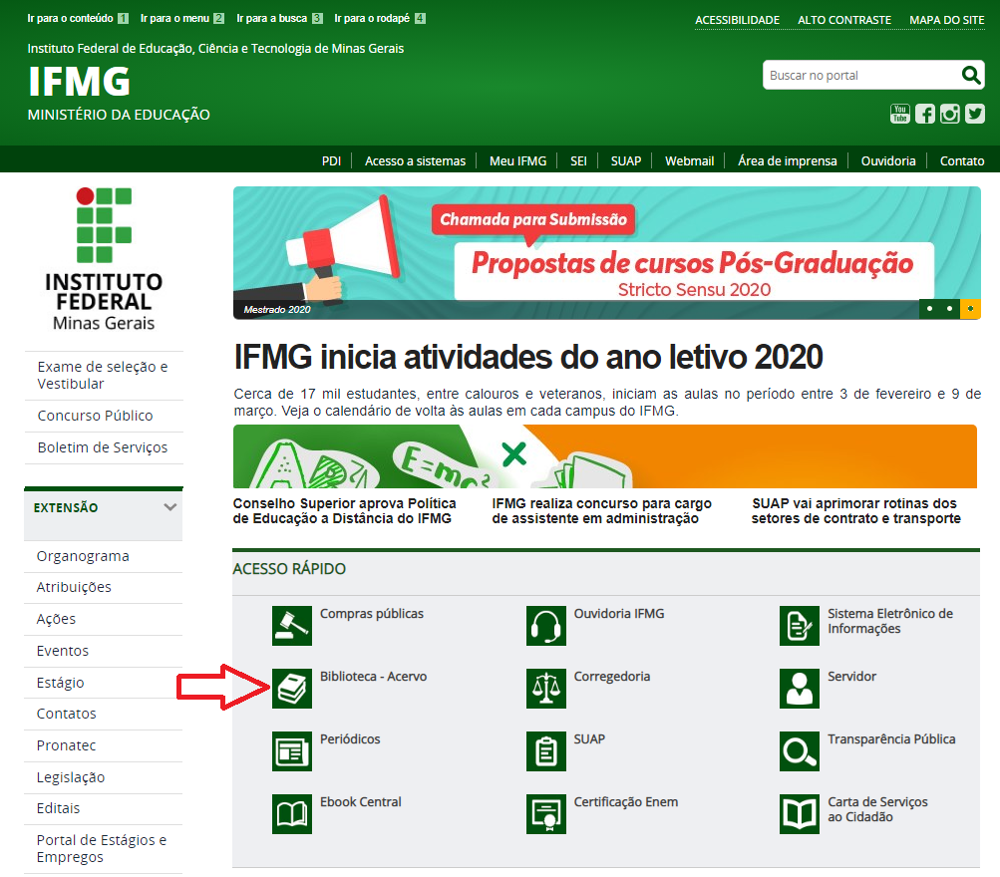 Ir para o conteúdo 1 Ir para o menu 2 Ir para a busca 3 Ir para o rodapé 4
ACESSIBILIDADE ALTO CONTRASTE MAPA DO SITE
Instituto Federal de Educação, Ciência e Tecnologia de Minas Gerais
IFMG
MINISTÉRIO DA EDUCAÇÃO
Buscar no portal
You
Tube
PDI Acesso a sistemas Meu IFMG SEI SUAP Webmail Área de imprensa Ouvidoria Contato
INSTITUTO
FEDERAL
Minas Gerais
Exame de seleção e
Vestibular
Concurso Público
Boletim de Serviços
EXTENSÃO
Organograma
Atribuições
Ações
Eventos
Estágio
Contatos
Pronatec
Legislação
Editais
Portal de Estágios e
Empregos
Chamada para Submissão
Propostas de cursos Pós-Graduação
Stricto Sensu 2020
Mestrado 2020
IFMG inicia atividades do ano letivo 2020
Cerca de 17 mil estudantes, entre calouros e veteranos, iniciam as aulas no período entre 3 de fevereiro e 9 de
março. Veja o calendário de volta às aulas em cada campus do IFMG.
E=mc²
Conselho Superior aprova Política
de Educação a Distância do IFMG
IFMG realiza concurso para cargo
de assistente em administração
SUAP vai aprimorar rotinas dos
setores de contrato e transporte
ACESSO RÁPIDO
Compras públicas
Ouvidoria IFMG
Sistema Eletrônico de
Informações
Biblioteca - Acervo
Corregedoria
Servidor
Periódicos
SUAP
Transparência Pública
Ebook Central
Certificação Enem
Carta de Serviços
ao Cidadão